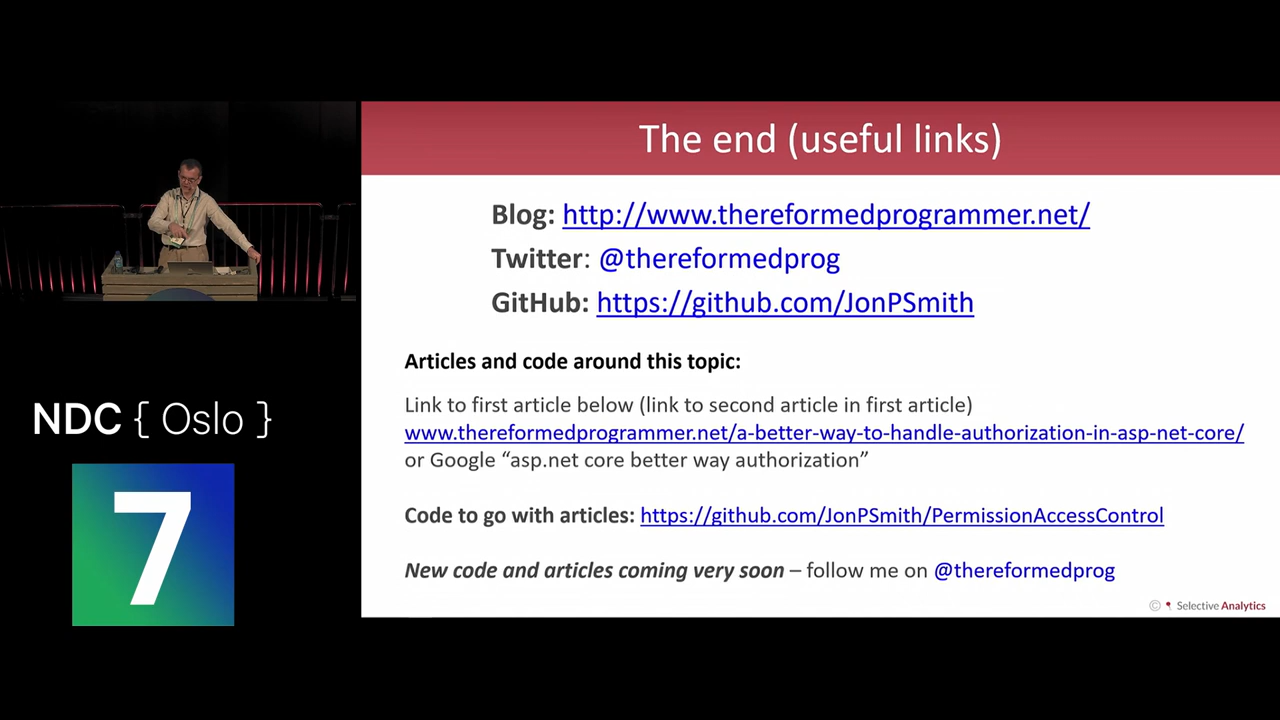 The end (useful links)
Blog: http://www.thereformedprogrammer.net/
Twitter: @thereformedprog
GitHub: https://github.com/JonPSmith
Articles and code around this topic:
Link to first article below (link to second article in first article)
www.thereformedprogrammer.net/a-better-way-to-handle-authorization-in-asp-net-core/
or Google “asp.net core better way authorization”
Code to go with articles: https://github.com/JonPSmith/PermissionAccessControl
New code and articles coming very soon – follow me on @thereformedprog
© Selective Analytics
NDC { Oslo }
7